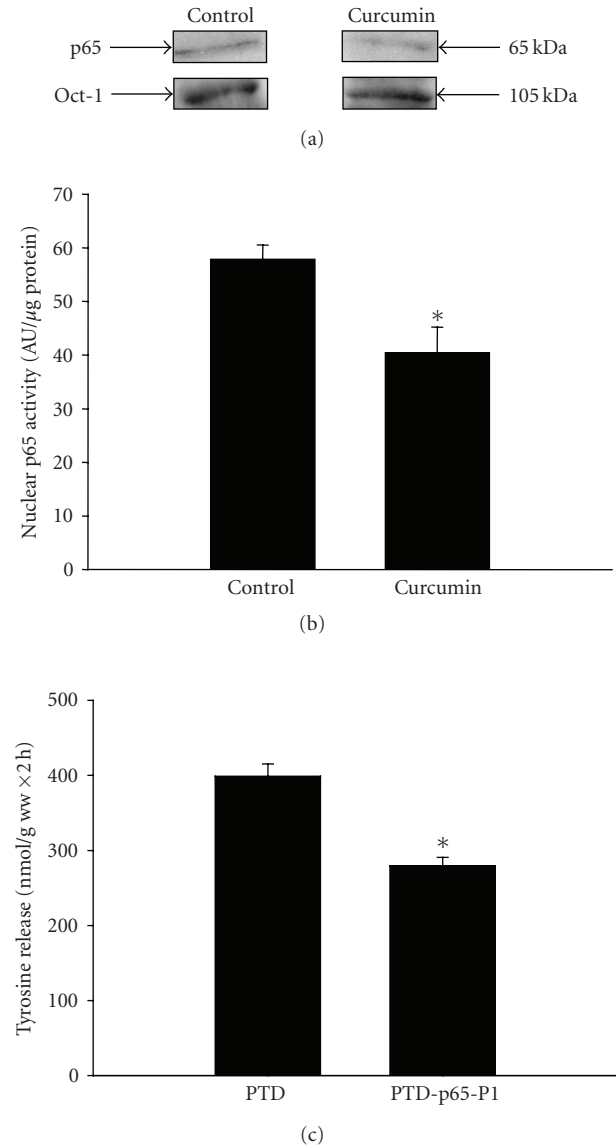 Control Curcumin
p65 65 kDa
Oct-1 105 kDa
(a)
Nuclear p65 activity (AU/µg protein)
70
60
50
40
30
20
10
0
*
Control Curcumin
(b)
Tyrosine release (nmol/g ww ×2 h)
500
400
300
200
100
0
*
PTD PTD-p65-P1
(c)